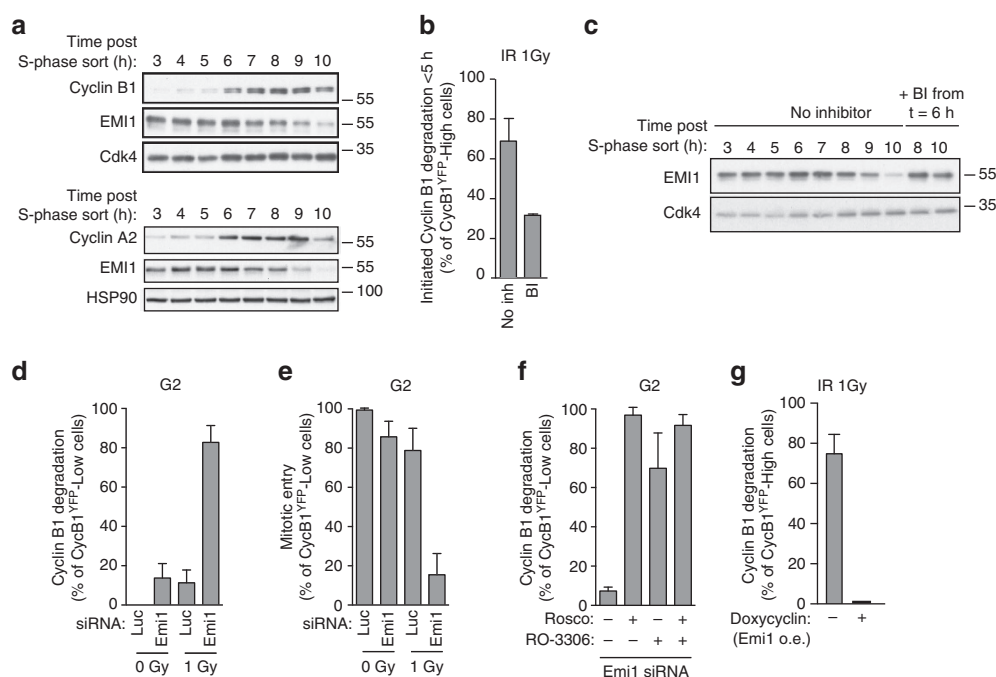 a
Time post
S-phase sort (h): 3 4 5 6 7 8 9 10
Cyclin B1
55
EMI1
55
Cdk4
35
Time post
S-phase sort (h): 3 4 5 6 7 8 9 10
Cyclin A2
55
EMI1
55
HSP90
100
b
IR 1Gy
Initiated Cyclin B1 degradation <5 h
(% of CycB1YFP-High cells)
100
80
60
40
20
0
No inh
BI
c
+ BI from
t = 6 h
No inhibitor
Time post
S-phase sort (h): 3 4 5 6 7 8 9 10 8 10
EMI1
55
35
Cdk4
d
G2
Cyclin B1 degradation
(% of CycB1YFP-Low cells)
100
80
60
40
20
0
siRNA: Luc Emi1 Luc Emi1
0 Gy 1 Gy
e
G2
Mitotic entry
(% of CycB1YFP-Low cells)
100
80
60
40
20
0
siRNA: Luc Emi1 Luc Emi1
0 Gy 1 Gy
f
G2
Cyclin B1 degradation
(% of CycB1YFP-Low cells)
100
80
60
40
20
0
Rosco: – + – +
RO-3306: – – + +
Emi1 siRNA
g
IR 1Gy
Cyclin B1 degradation
(% of CycB1YFP-High cells)
100
80
60
40
20
0
Doxycyclin: – +
(Emi1 o.e.)